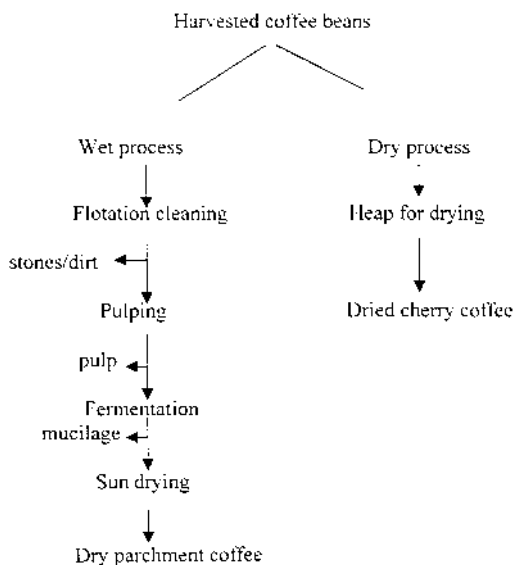 Harvested coffee beans
Wet process
Dry process
Flotation cleaning
Heap for drying
stones/dirt
Pulping
Dried cherry coffee
pulp
Fermentation
mucilage
Sun drying
Dry parchment coffee